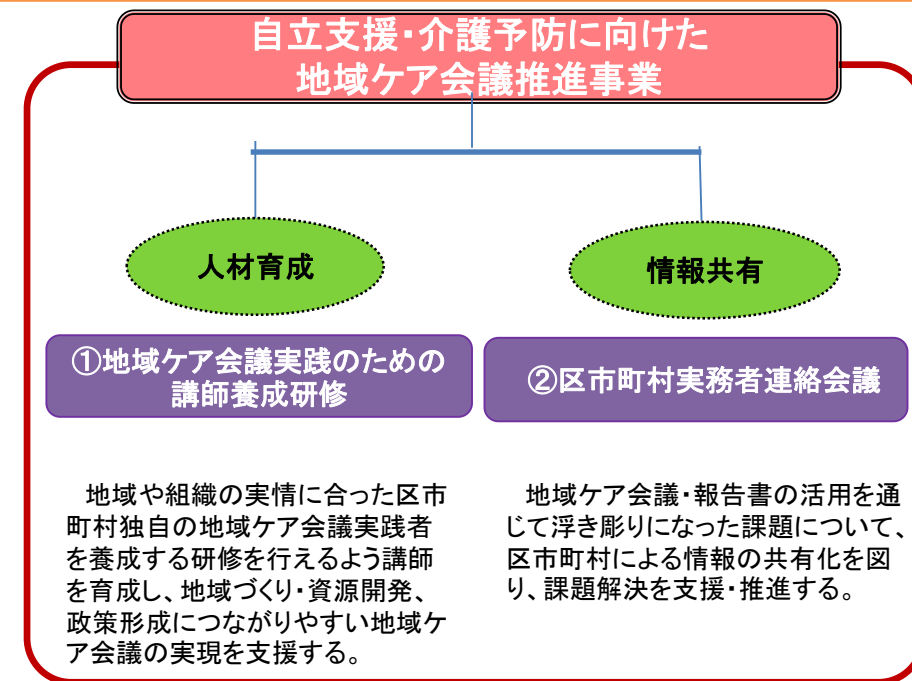 自立支援・介護予防に向けた
地域ケア会議推進事業
人材育成
情報共有
①地域ケア会議実践のための
講師養成研修
②区市町村実務者連絡会議
地域や組織の実情に合った区市
町村独自の地域ケア会議実践者
を養成する研修を行えるよう講師
を育成し、地域づくり・資源開発、
政策形成につながりやすい地域ケ
ア会議の実現を支援する。
地域ケア会議・報告書の活用を通
じて浮き彫りになった課題について、
区市町村による情報の共有化を図
り、課題解決を支援・推進する。